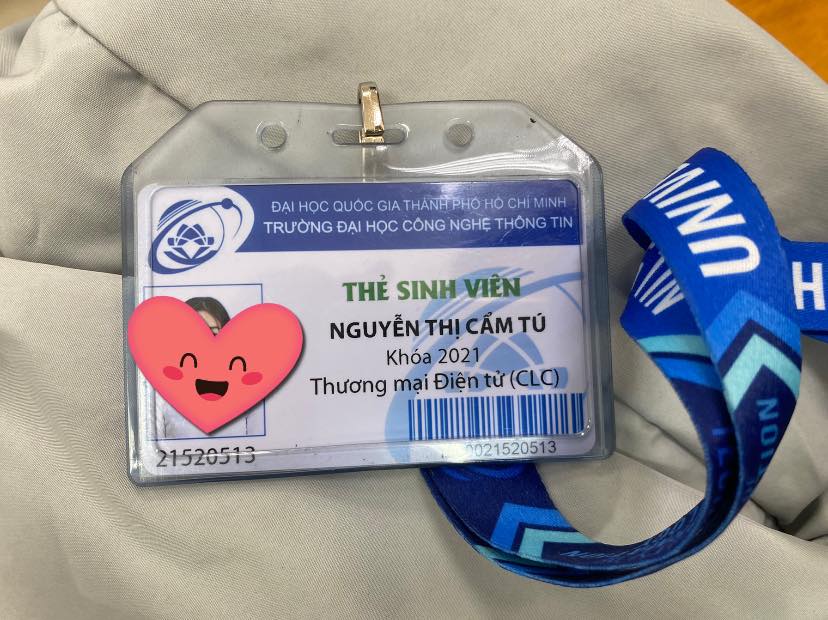 ĐẠI HỌC QUỐC GIA THÀNH PHỐ HỒ CHÍ MINH
TRƯỜNG ĐẠI HỌC CÔNG NGHỆ THÔNG TIN
THẺ SINH VIÊN
NGUYỄN THỊ CẨM TÚ
Khóa 2021
Thương mại Điện tử (CLC)
21520513
0021520513
UNIV